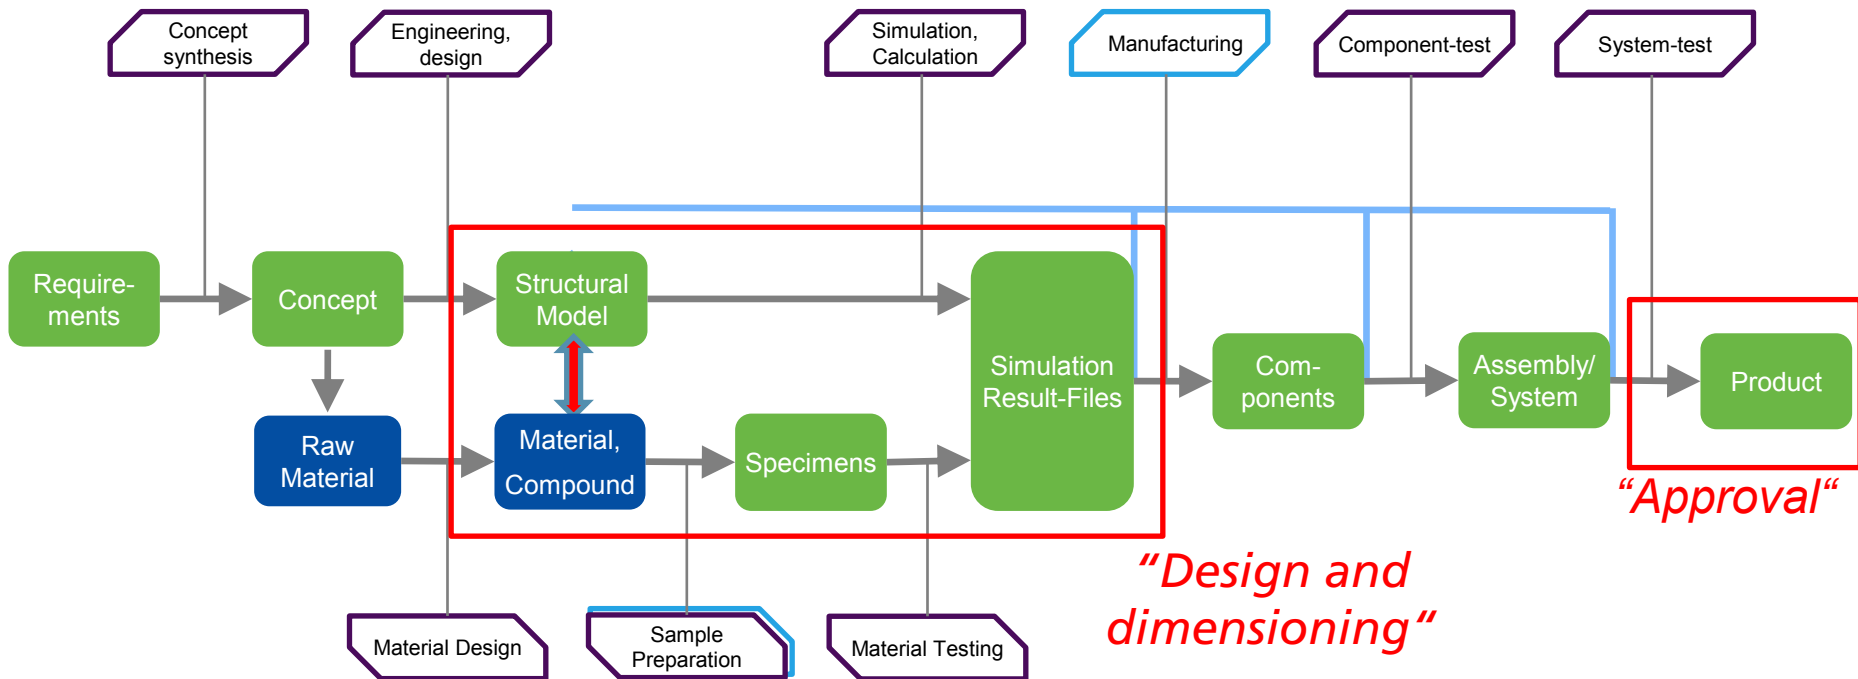 Concept
synthesis
Engineering,
design
Simulation,
Calculation
Manufacturing
Component-test
System-test
Require-
ments
Concept
Structural
Model
Simulation
Result-Files
Com-
ponents
Assembly/
System
Product
Raw
Material
Material,
Compound
Specimens
“Approval“
“Design and
dimensioning“
Material Design
Sample
Preparation
Material Testing